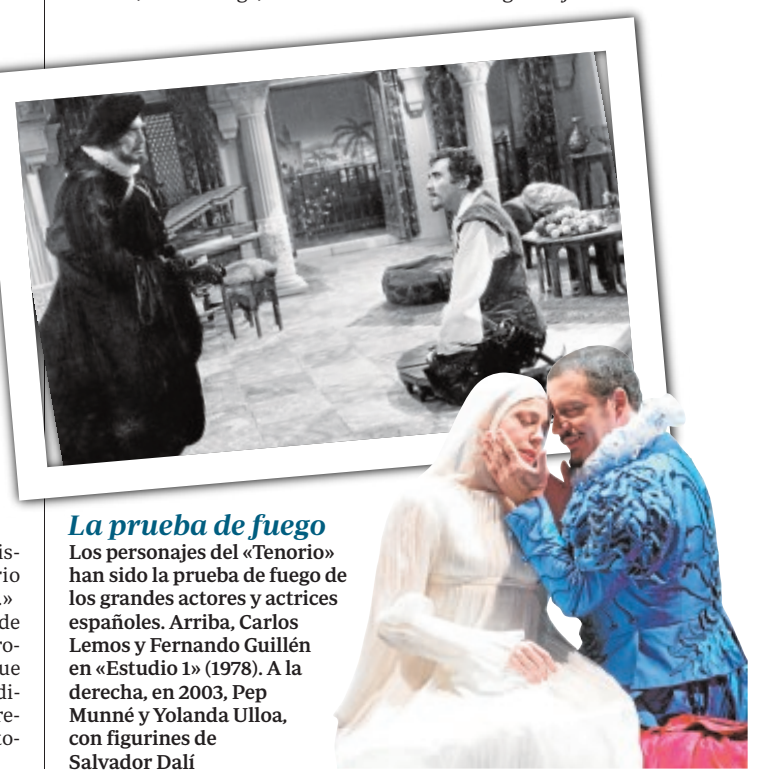 La prueba de fuego
Los personajes del «Tenorio»
han sido la prueba de fuego de
los grandes actores y actrices
españoles. Arriba, Carlos
Lemos y Fernando Guillén
en «Estudio 1» (1978). A la
derecha, en 2003, Pep
Munné y Yolanda Ulloa,
con figurines de
Salvador Dalí